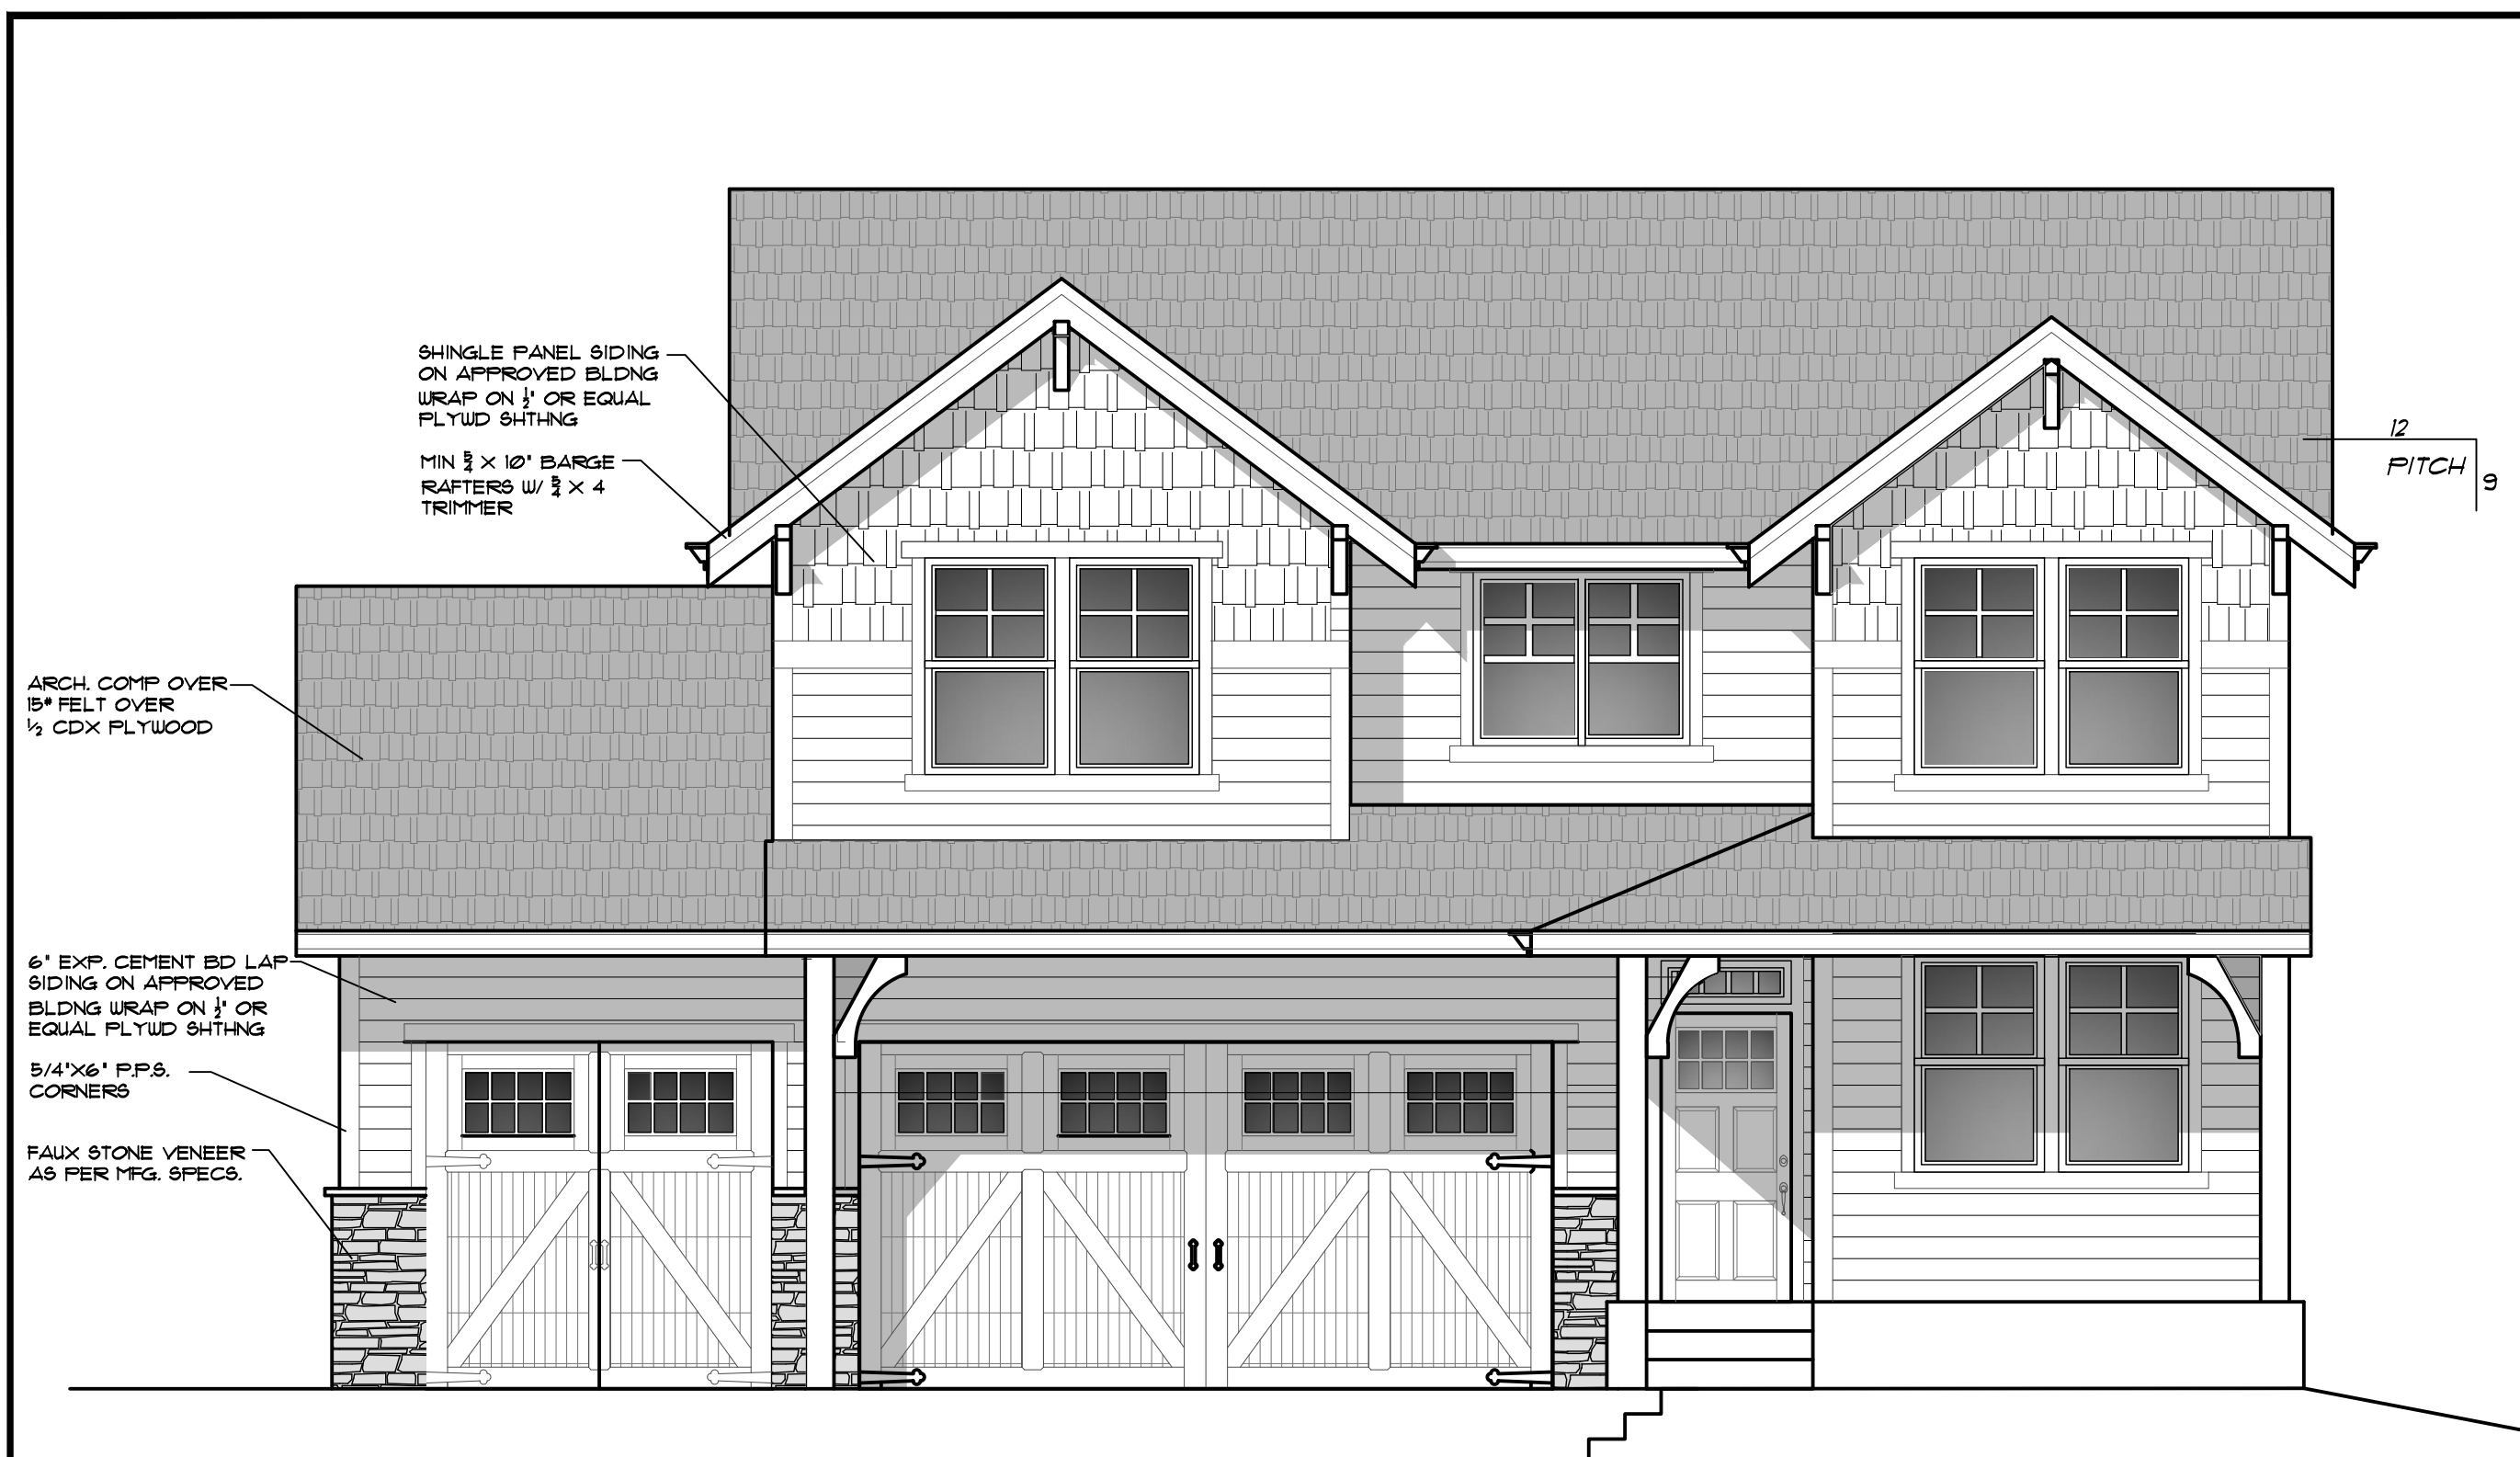 SHINGLE PANEL SIDING
ON APPROVED BLDNG
WRAP ON ½" OR EQUAL
PLYWD SHTHNG
MIN 5/4 X 10" BARGE
RAFTERS W/ 5/4 X 4
TRIMMER
12
PITCH
9
ARCH. COMP OVER
15# FELT OVER
½ CDX PLYWOOD
6" EXP. CEMENT BD LAP
SIDING ON APPROVED
BLDNG WRAP ON ½" OR
EQUAL PLYWD SHTHNG
5/4"X6" P.P.S.
CORNERS
FAUX STONE VENEER
AS PER MFG. SPECS.